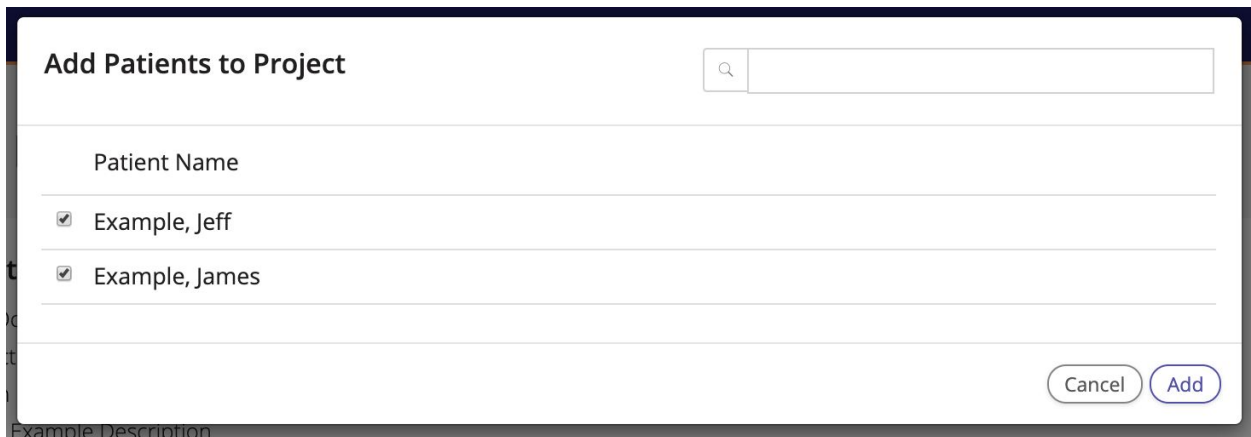 Add Patients to Project
Patient Name
Example, Jeff
Example, James
Cancel
Add
Example Description